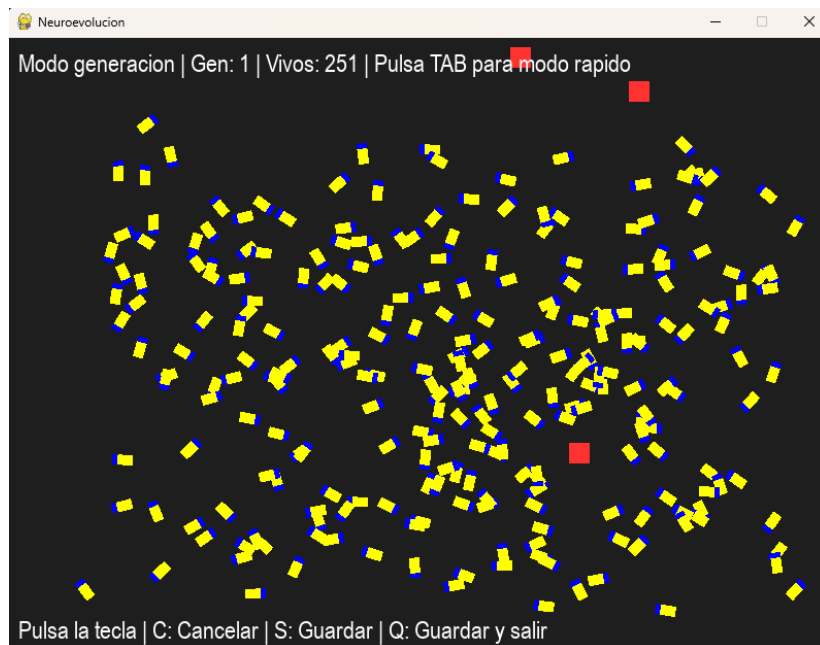 Neuroevolucion
Modo generacion | Gen: 1 | Vivos: 251 | Pulsa TAB para modo rapido
Pulsa la tecla | C: Cancelar | S: Guardar | Q: Guardar y salir